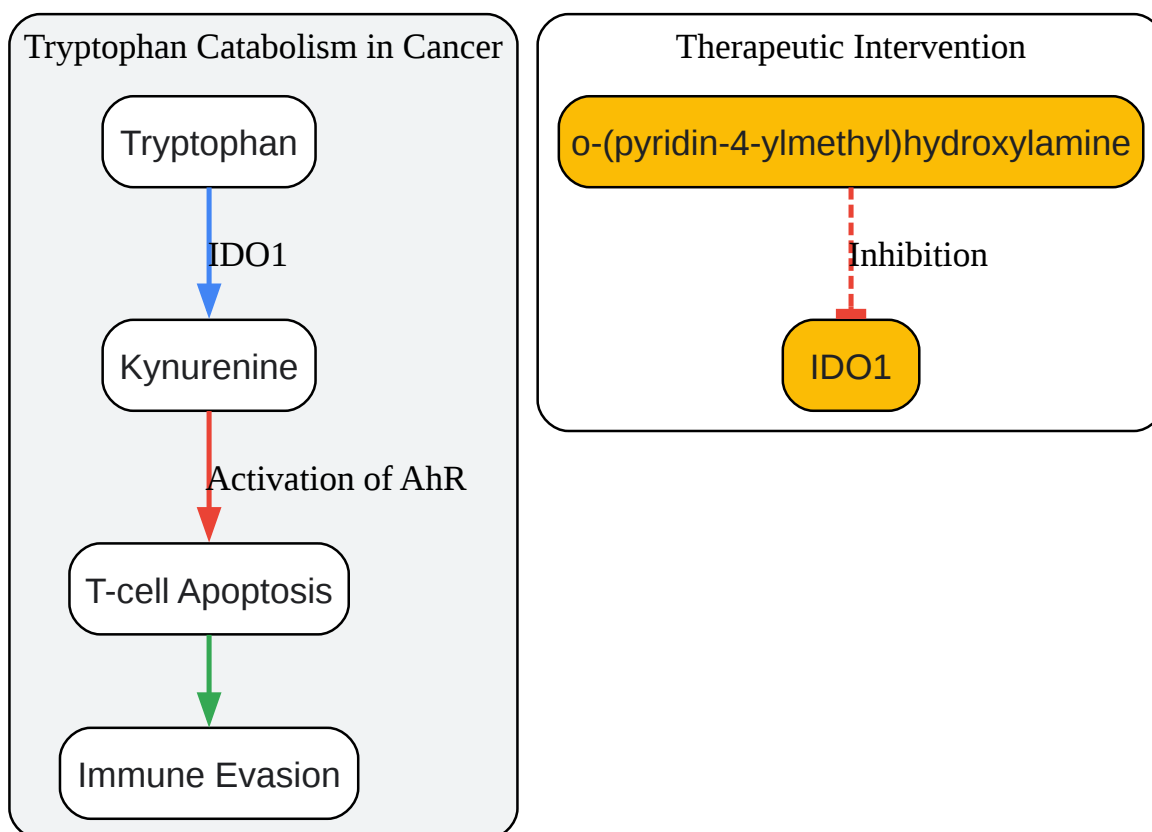 Tryptophan Catabolism in Cancer
Tryptophan
IDO1
Kynurenine
Activation of AhR
T-cell Apoptosis
Immune Evasion
Therapeutic Intervention
o-(pyridin-4-ylmethyl)hydroxylamine
Inhibition
IDO1